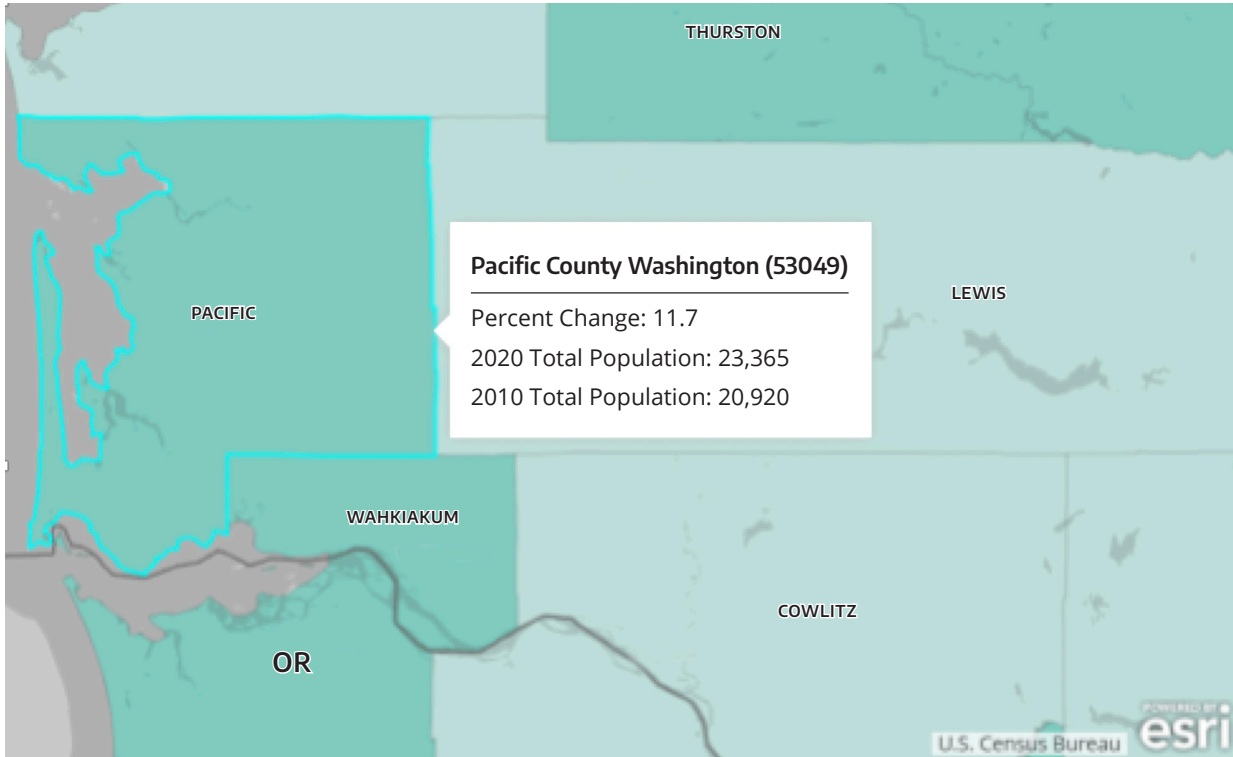 THURSTON
Pacific County Washington (53049)
Percent Change: 11.7
2020 Total Population: 23,365
2010 Total Population: 20,920
LEWIS
PACIFIC
WAHKIAKUM
COWLITZ
OR
POWERED BY
esri
U.S. Census Bureau